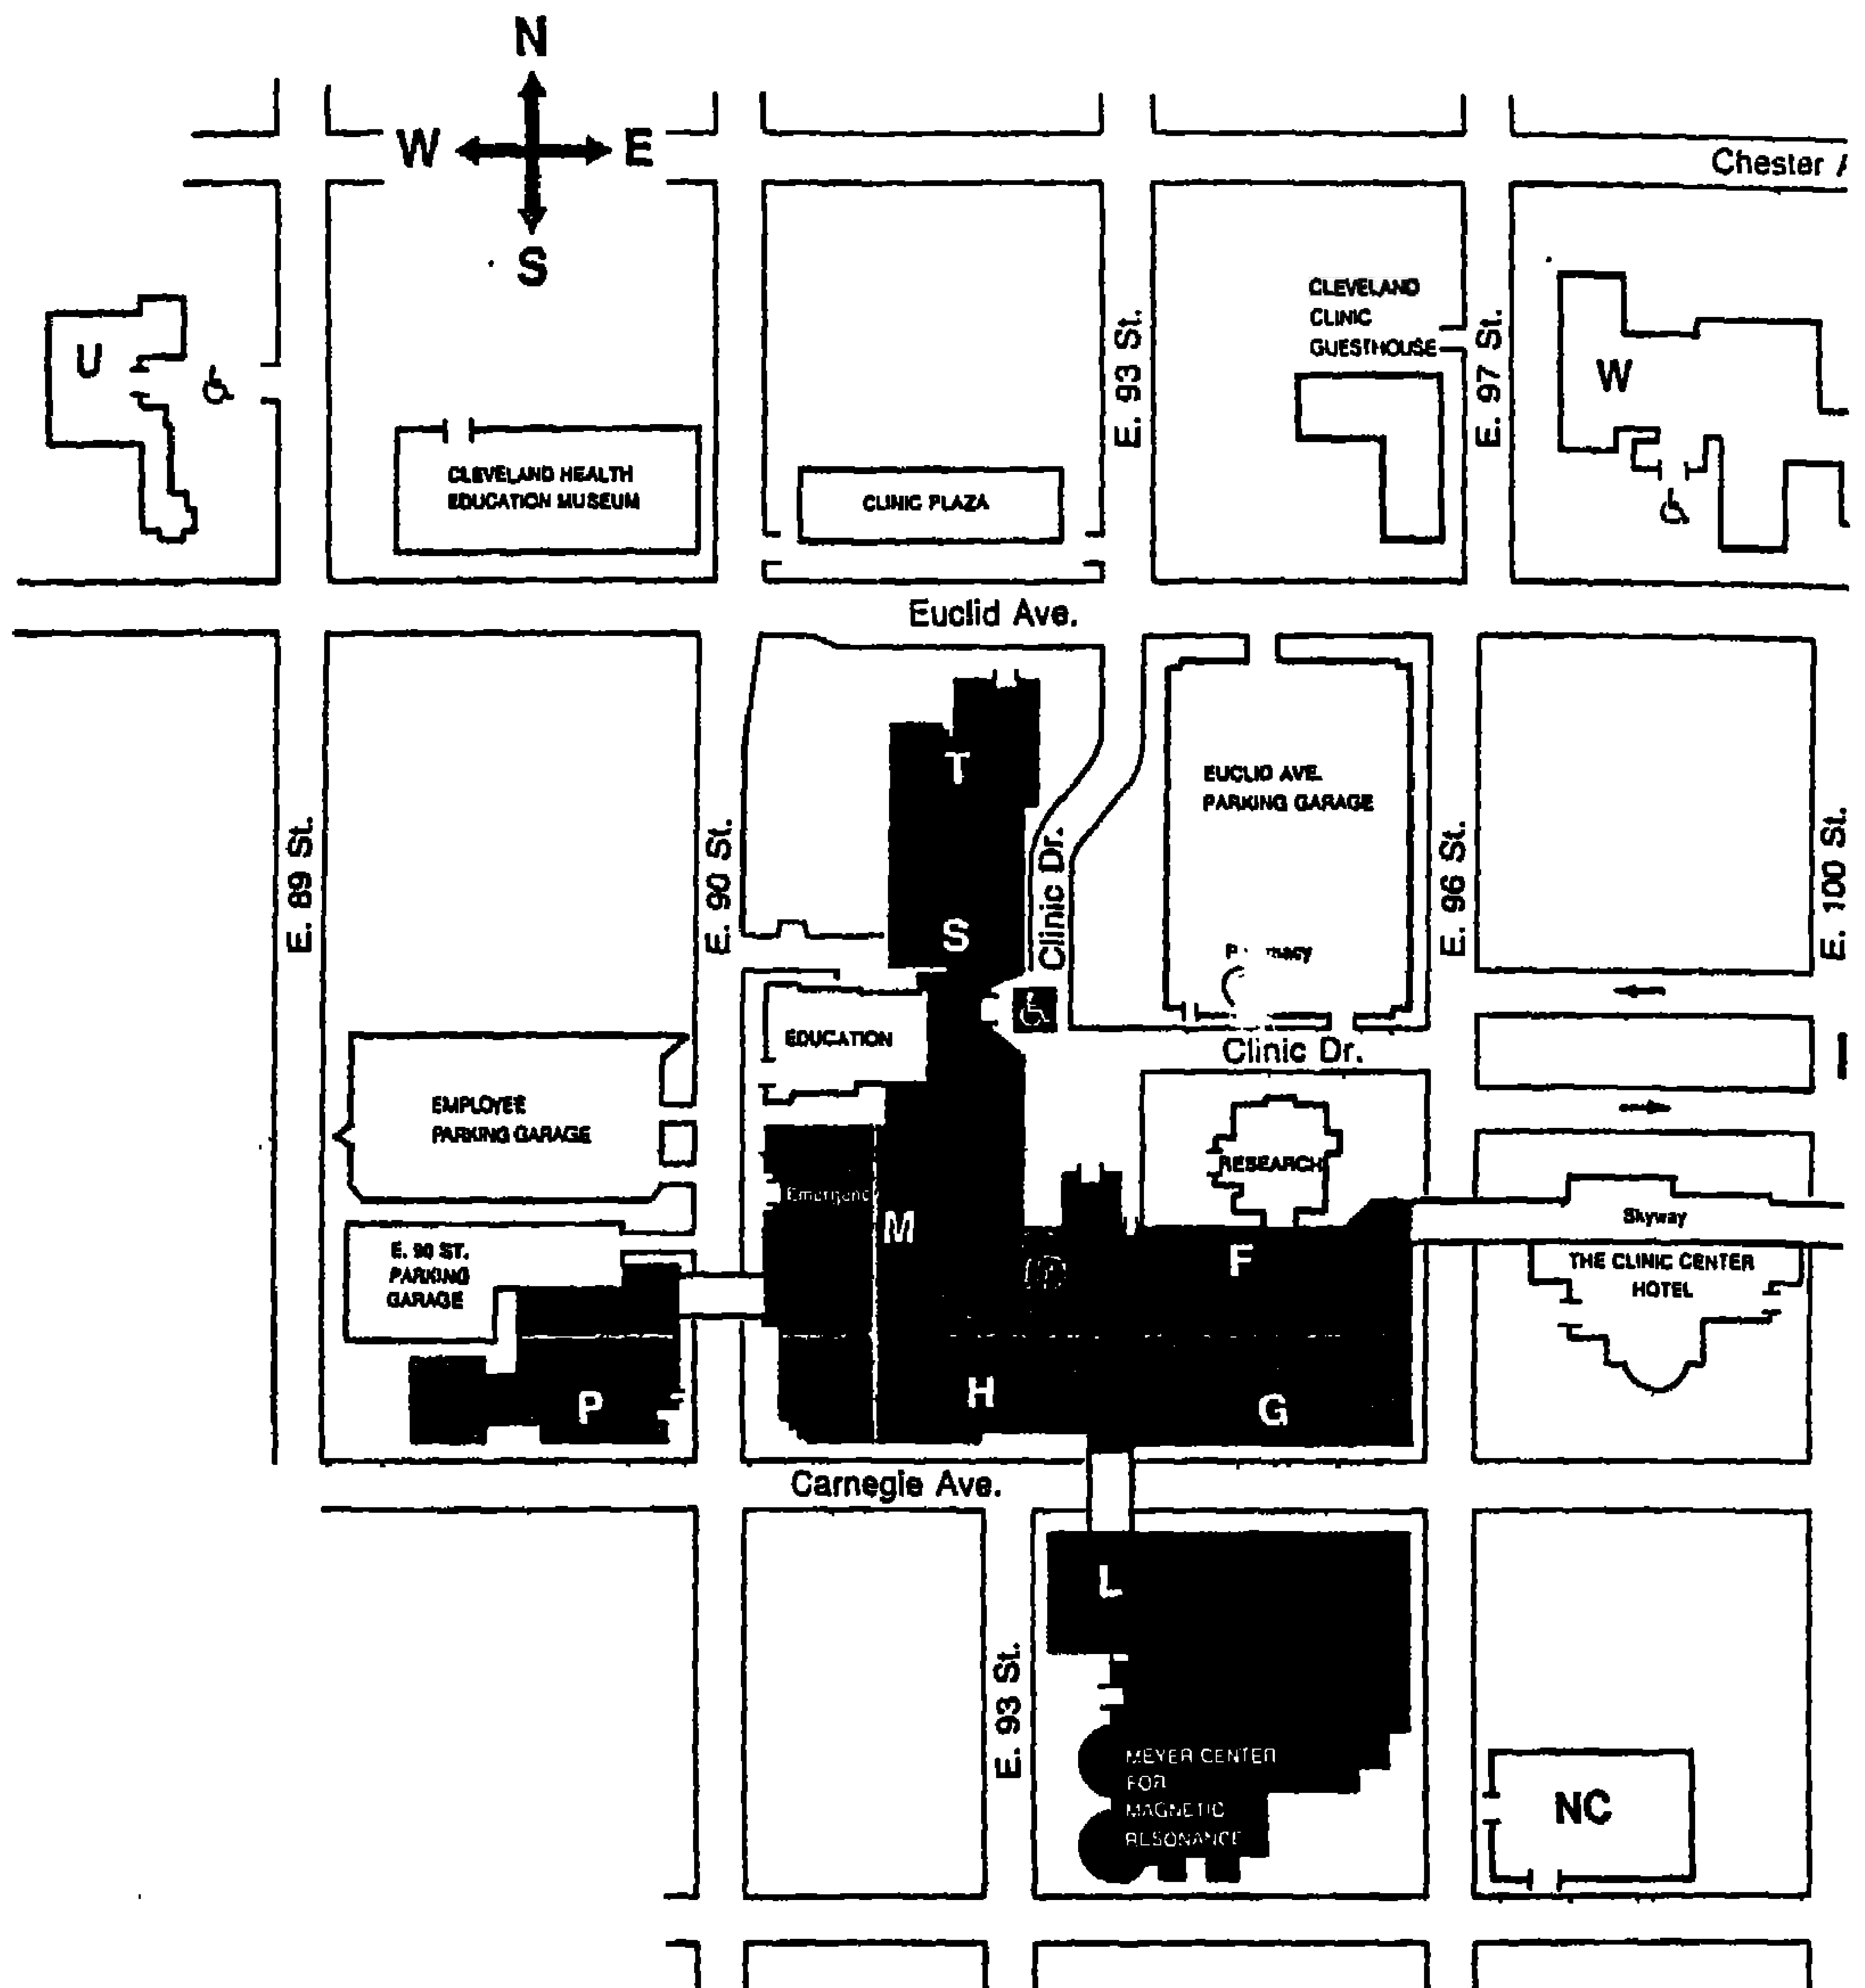 N
W E
S
Chester
U
CLEVELAND HEALTH
EDUCATION MUSEUM
CLINIC PLAZA
E. 93 St.
CLEVELAND
CLINIC
GUESTHOUSE
E. 97 St.
W
Euclid Ave.
E. 89 St.
E. 90 St.
T
S
Clinic Dr.
EUCLID AVE.
PARKING GARAGE
E. 96 St.
E. 100 St.
EDUCATION
Clinic Dr.
EMPLOYEE
PARKING GARAGE
RESEARCH
M
F
Skyway
E. 90 ST.
PARKING
GARAGE
THE CLINIC CENTER
HOTEL
P
H
G
Carnegie Ave.
L
E. 93 St.
MEYER CENTER
FOR
MAGNETIC
RESONANCE
NC